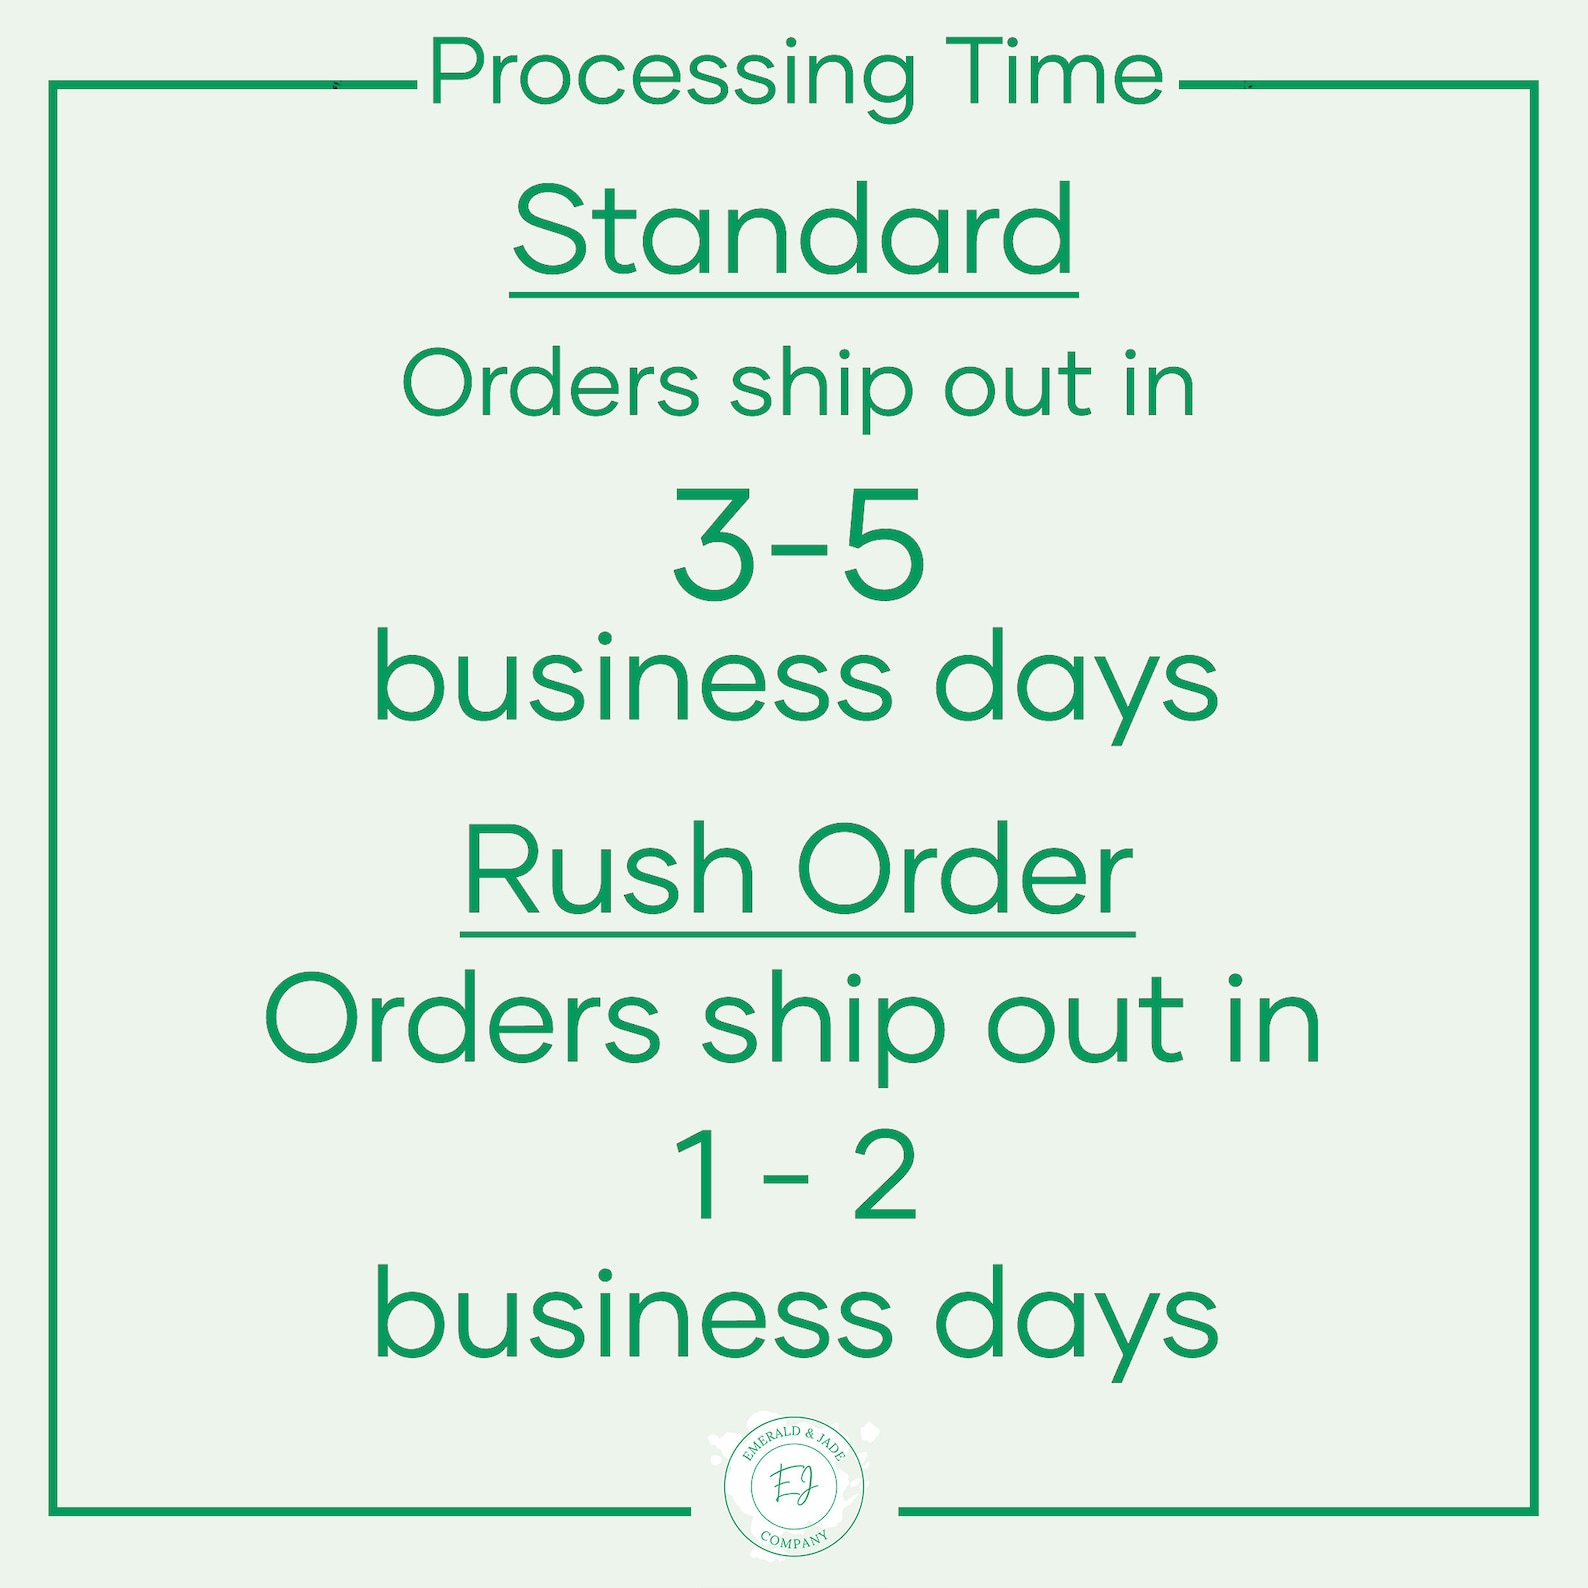 Processing Time
Standard
Orders ship out in
3-5
business days
Rush Order
Orders ship out in
1 - 2
business days
EMERALD & JADE
EJ
COMPANY